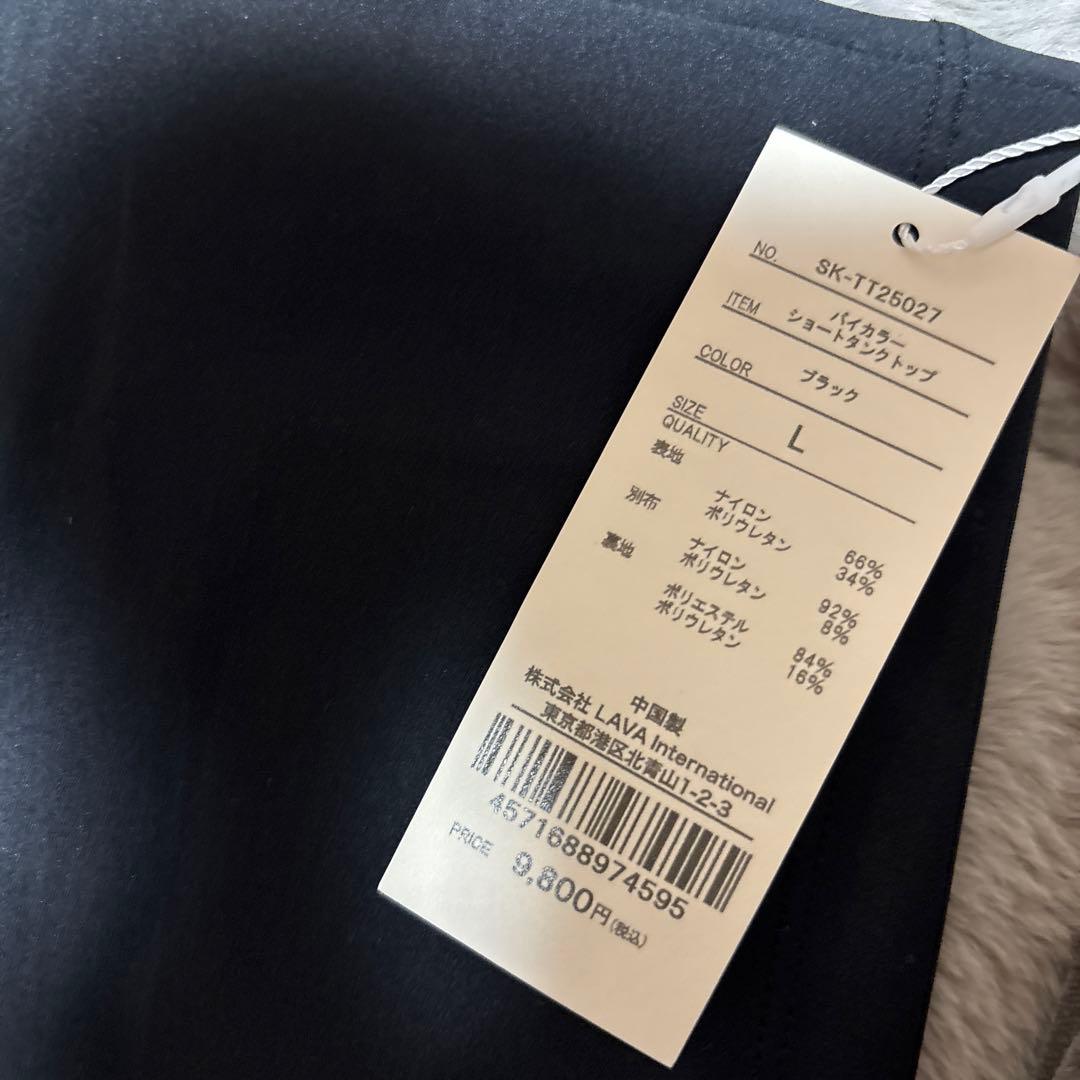 NO. SK-TT25027
ITEM バイカラー
ショートタンクトップ
COLOR ブラック
SIZE L
QUALITY
表地 ナイロン 66%
ポリウレタン 34%
別布 ナイロン 92%
ポリウレタン 8%
裏地 ポリエステル 84%
ポリウレタン 16%
中国製
株式会社 LAVA International
東京都港区北青山1-2-3
4571688974595
PRICE 9,800円(税込)